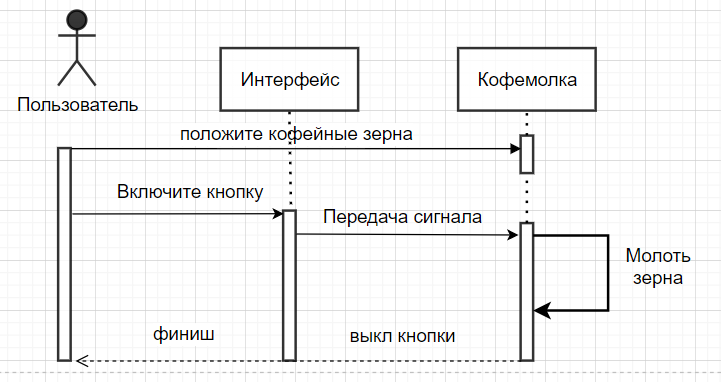 Пользователь
Интерфейс
Кофемолка
положите кофейные зерна
Включите кнопку
Передача сигнала
Молоть
зерна
финиш
выкл кнопки